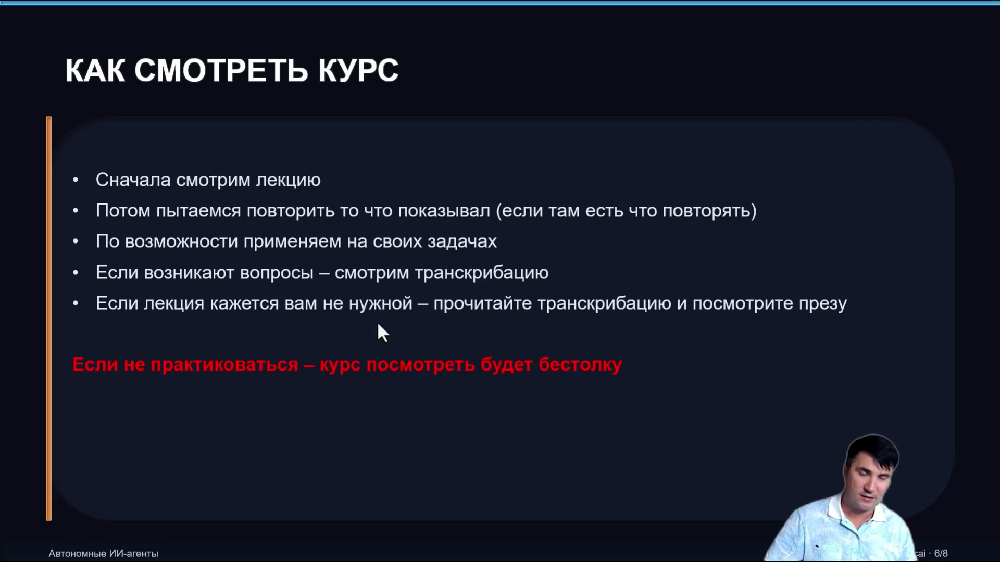 КАК СМОТРЕТЬ КУРС
• Сначала смотрим лекцию
• Потом пытаемся повторить то что показывал (если там есть что повторять)
• По возможности применяем на своих задачах
• Если возникают вопросы – смотрим транскрибацию
• Если лекция кажется вам не нужной – прочитайте транскрибацию и посмотрите презу
Если не практиковаться – курс посмотреть будет бестолку
Автономные ИИ-агенты
· 6/8